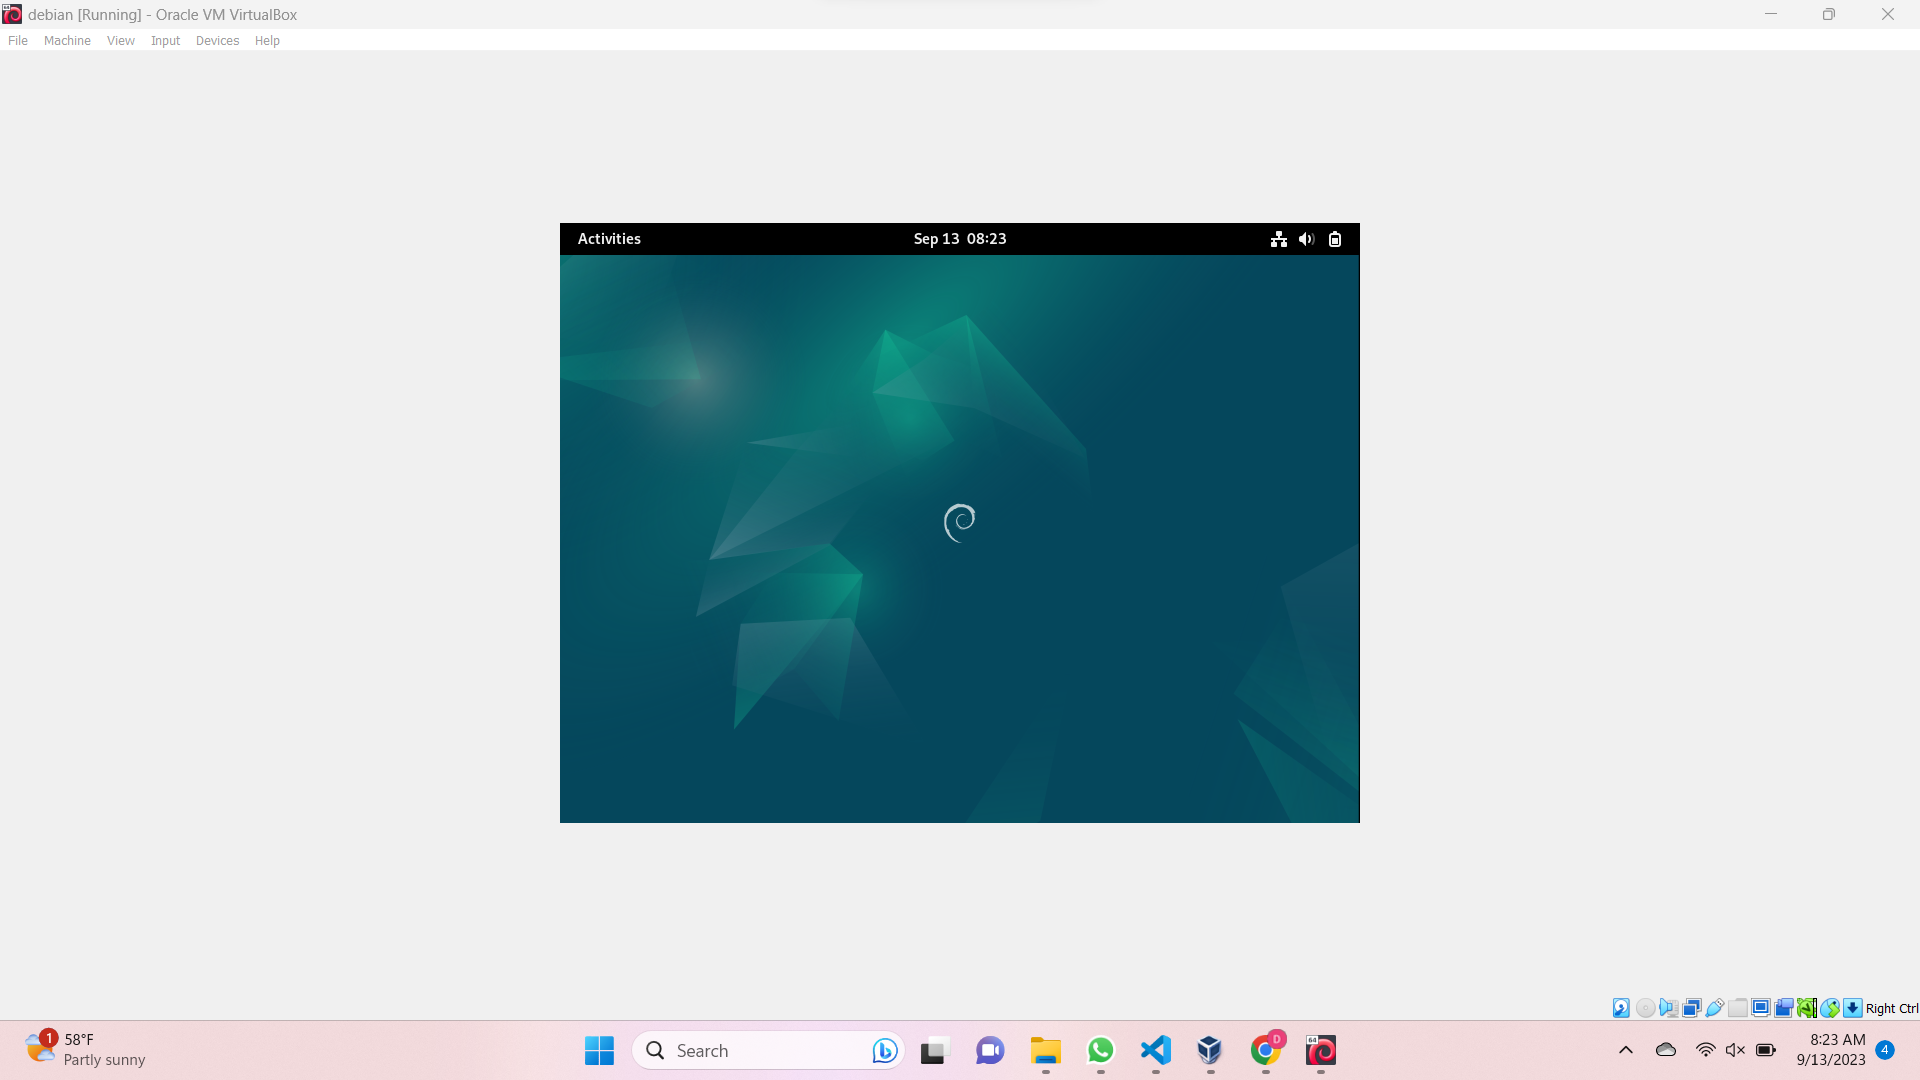 debian [Running] - Oracle VM VirtualBox
File Machine View Input Devices Help
Activities Sep 13 08:23
Right Ctrl
1 58°F
Partly sunny
Search
D
64
8:23 AM
9/13/2023
4